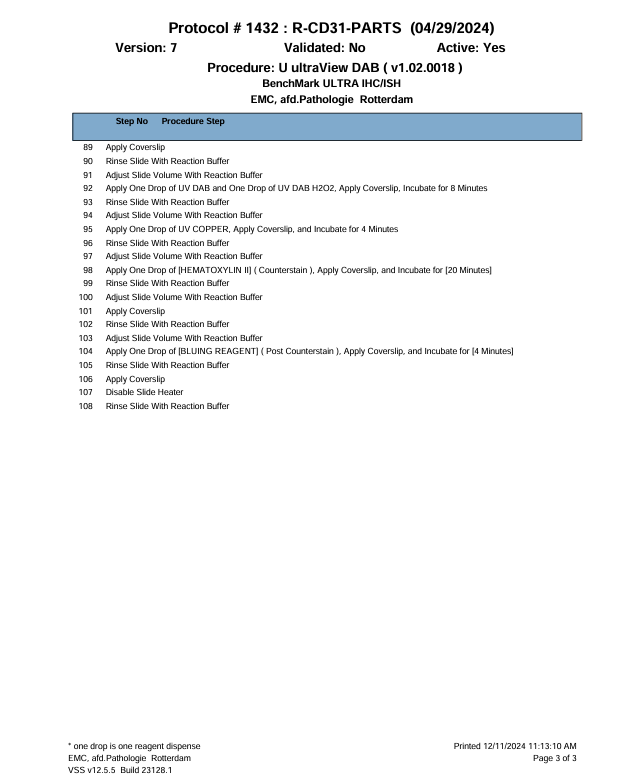 Protocol # 1432 : R-CD31-PARTS (04/29/2024)
Version: 7 Validated: No Active: Yes
Procedure: U ultraView DAB ( v1.02.0018 )
BenchMark ULTRA IHC/ISH
EMC, afd.Pathologie Rotterdam
Step No Procedure Step
89 Apply Coverslip
90 Rinse Slide With Reaction Buffer
91 Adjust Slide Volume With Reaction Buffer
92 Apply One Drop of UV DAB and One Drop of UV DAB H2O2, Apply Coverslip, Incubate for 8 Minutes
93 Rinse Slide With Reaction Buffer
94 Adjust Slide Volume With Reaction Buffer
95 Apply One Drop of UV COPPER, Apply Coverslip, and Incubate for 4 Minutes
96 Rinse Slide With Reaction Buffer
97 Adjust Slide Volume With Reaction Buffer
98 Apply One Drop of [HEMATOXYLIN II] ( Counterstain ), Apply Coverslip, and Incubate for [20 Minutes]
99 Rinse Slide With Reaction Buffer
100 Adjust Slide Volume With Reaction Buffer
101 Apply Coverslip
102 Rinse Slide With Reaction Buffer
103 Adjust Slide Volume With Reaction Buffer
104 Apply One Drop of [BLUING REAGENT] ( Post Counterstain ), Apply Coverslip, and Incubate for [4 Minutes]
105 Rinse Slide With Reaction Buffer
106 Apply Coverslip
107 Disable Slide Heater
108 Rinse Slide With Reaction Buffer
* one drop is one reagent dispense Printed 12/11/2024 11:13:10 AM
EMC, afd.Pathologie Rotterdam Page 3 of 3
VSS v12.5.5 Build 23128.1